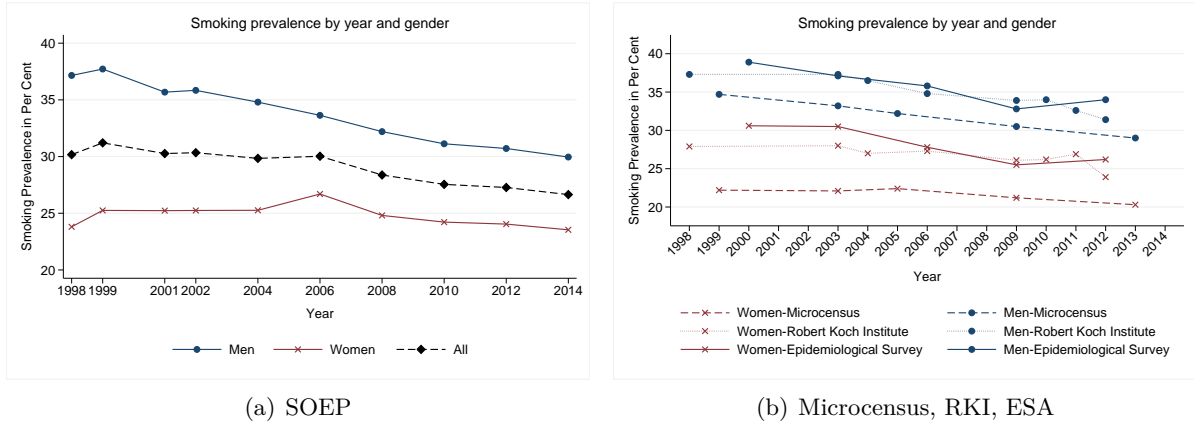 Smoking prevalence by year and gender
Smoking Prevalence in Per Cent
40
35
30
25
20
1998 1999 2001 2002 2004 2006 2008 2010 2012 2014
Year
Men Women All
(a) SOEP
Smoking prevalence by year and gender
Smoking Prevalence in Per Cent
40
35
30
25
20
1998 1999 2000 2001 2002 2003 2004 2005 2006 2007 2008 2009 2010 2011 2012 2013 2014
Year
Women-Microcensus Men-Microcensus
Women-Robert Koch Institute Men-Robert Koch Institute
Women-Epidemiological Survey Men-Epidemiological Survey
(b) Microcensus, RKI, ESA